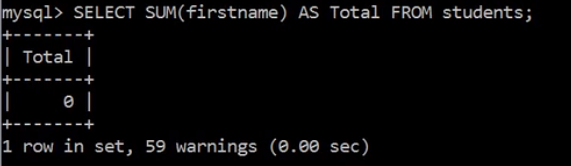 mysql> SELECT SUM(firstname) AS Total FROM students;
+-------+
| Total |
+-------+
|     0 |
+-------+
1 row in set, 59 warnings (0.00 sec)